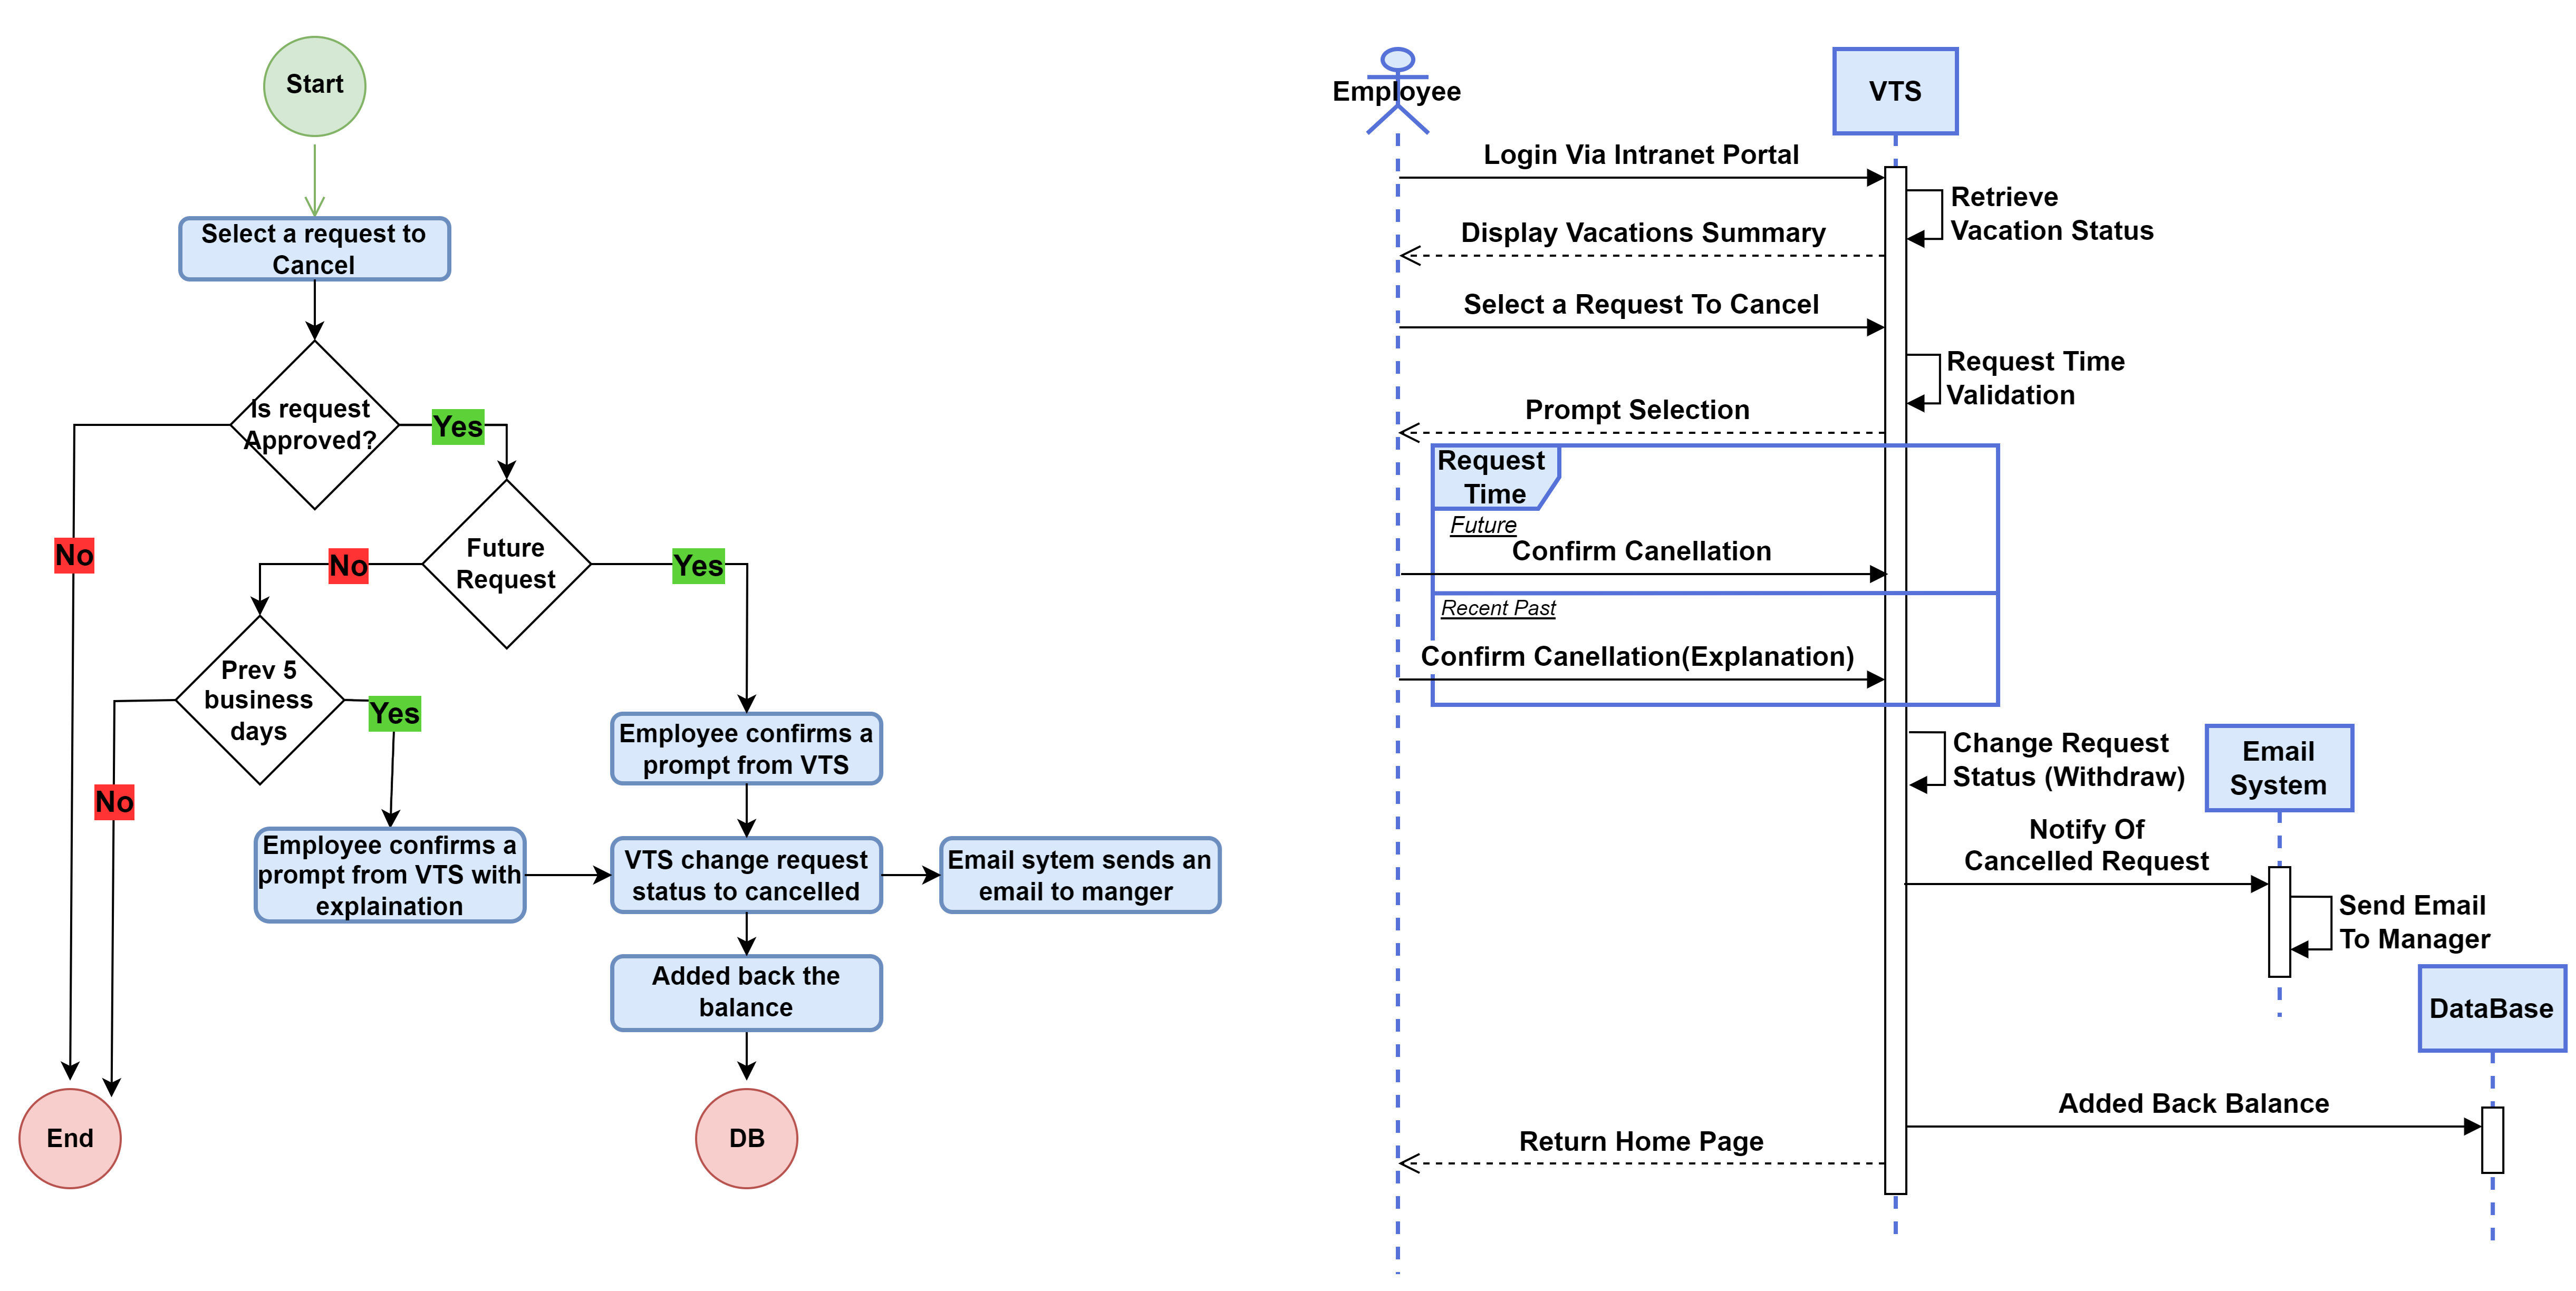 Start
Select a request to
Cancel
Is request
Approved?
Yes
No
Future
Request
No
Yes
Prev 5
business
days
Yes
No
Employee confirms a
prompt from VTS
Employee confirms a
prompt from VTS with
explaination
VTS change request
status to cancelled
Email sytem sends an
email to manger
Added back the
balance
End
DB
Employee
VTS
Login Via Intranet Portal
Retrieve
Vacation Status
Display Vacations Summary
Select a Request To Cancel
Request Time
Validation
Prompt Selection
Request
Time
Future
Confirm Canellation
Recent Past
Confirm Canellation(Explanation)
Change Request
Status (Withdraw)
Email
System
Notify Of
Cancelled Request
Send Email
To Manager
DataBase
Added Back Balance
Return Home Page